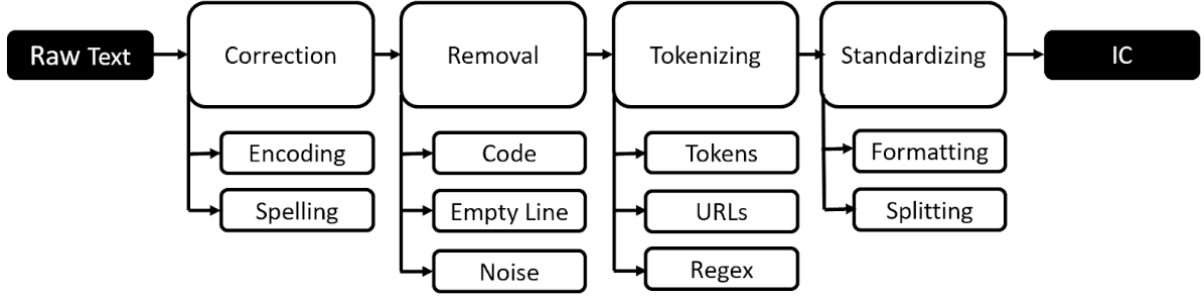 Raw Text
Correction
Removal
Tokenizing
Standardizing
IC
Encoding
Code
Tokens
Formatting
Spelling
Empty Line
URLs
Splitting
Noise
Regex